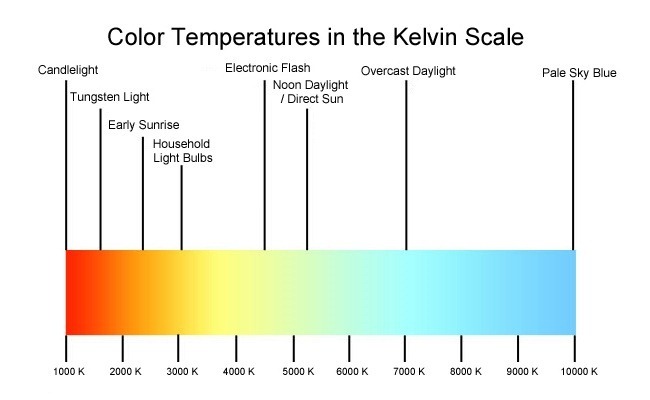 Color Temperatures in the Kelvin Scale
Candlelight
Tungsten Light
Early Sunrise
Household
Light Bulbs
Electronic Flash
Noon Daylight
/ Direct Sun
Overcast Daylight
Pale Sky Blue
1000 K
2000 K
3000 K
4000 K
5000 K
6000 K
7000 K
8000 K
9000 K
10000 K